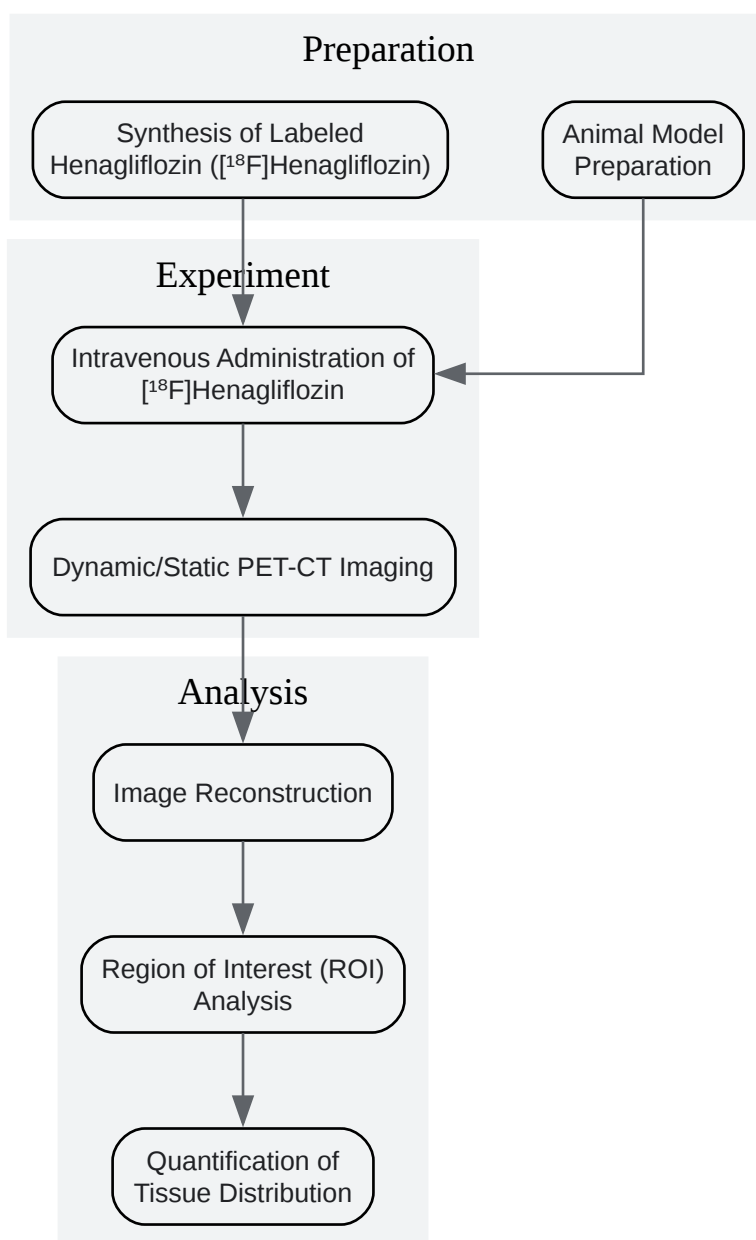 Preparation
Synthesis of Labeled
Henagliflozin ([¹⁸F]Henagliflozin)
Animal Model
Preparation
Experiment
Intravenous Administration of
[¹⁸F]Henagliflozin
Dynamic/Static PET-CT Imaging
Analysis
Image Reconstruction
Region of Interest (ROI)
Analysis
Quantification of
Tissue Distribution